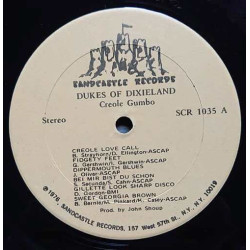 SANDCASTLE RECORDS
DUKES OF DIXIELAND
Creole Gumbo
Stereo
SCR 1035 A
CREOLE LOVE CALL
B. Strayhorn/D. Ellington-ASCAP
FIDGETY FEET
G. Gershwin/I. Gershwin-ASCAP
DIPPERMOUTH BLUES
J. Oliver-ASCAP
BEI MIR BIST DU SCHON
S. Secunda/S. Cahn-ASCAP
GILLETTE LOOK SHARP DISCO
D. Gordon-BMI
SWEET GEORGIA BROWN
B. Bernie/M. Pinkard/K. Casey-ASCAP
Prod. by John Shoup
© 1976, SANDCASTLE RECORDS, 157 West 57th St., N.Y., N.Y. 10019